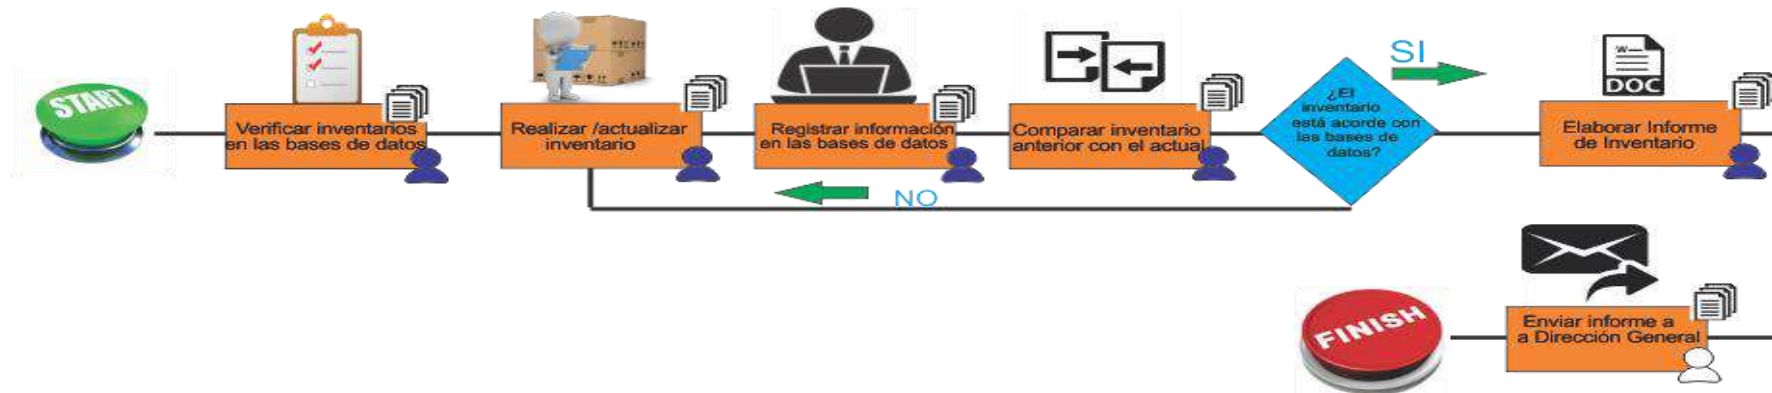 START
Verificar inventarios
en las bases de datos
Realizar /actualizar
inventario
Registrar información
en las bases de datos
Comparar inventario
anterior con el actual
¿El
inventario
está acorde con
las bases de
datos?
SI
NO
W
DOC
Elaborar Informe
de Inventario
Enviar informe a
a Dirección General
FINISH